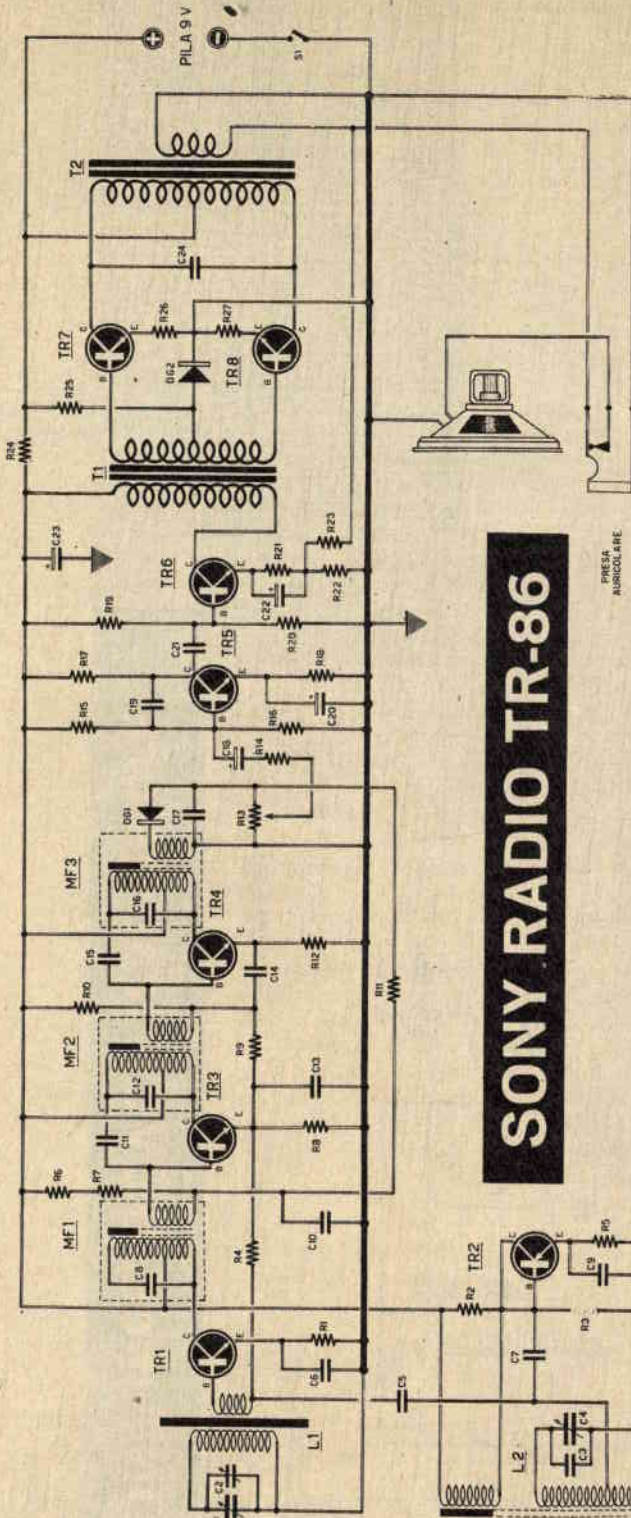 SONY RADIO TR-86
PILA 9 V
+
−
S1
R24
C23
R25
R6
R7
R10
R15
R17
R19
MF1
MF2
MF3
T1
T2
C8
C11
C12
C15
C16
DG1
C17
C19
C21
TR7
C
B
E
R26
DG2
R27
C24
TR8
C
B
E
TR1
C
B
E
TR3
C
B
E
TR4
C
B
E
TR5
C
B
E
TR6
C
B
E
C2
L1
C6
R1
R4
C10
R8
R9
C13
C14
R12
R11
R13
C18
+
R14
R16
C20
+
R18
R20
C22
+
R21
R22
R23
C5
C7
R2
R3
TR2
C
B
E
C9
R5
L2
C3
C4
PRESA
AURICOLARE